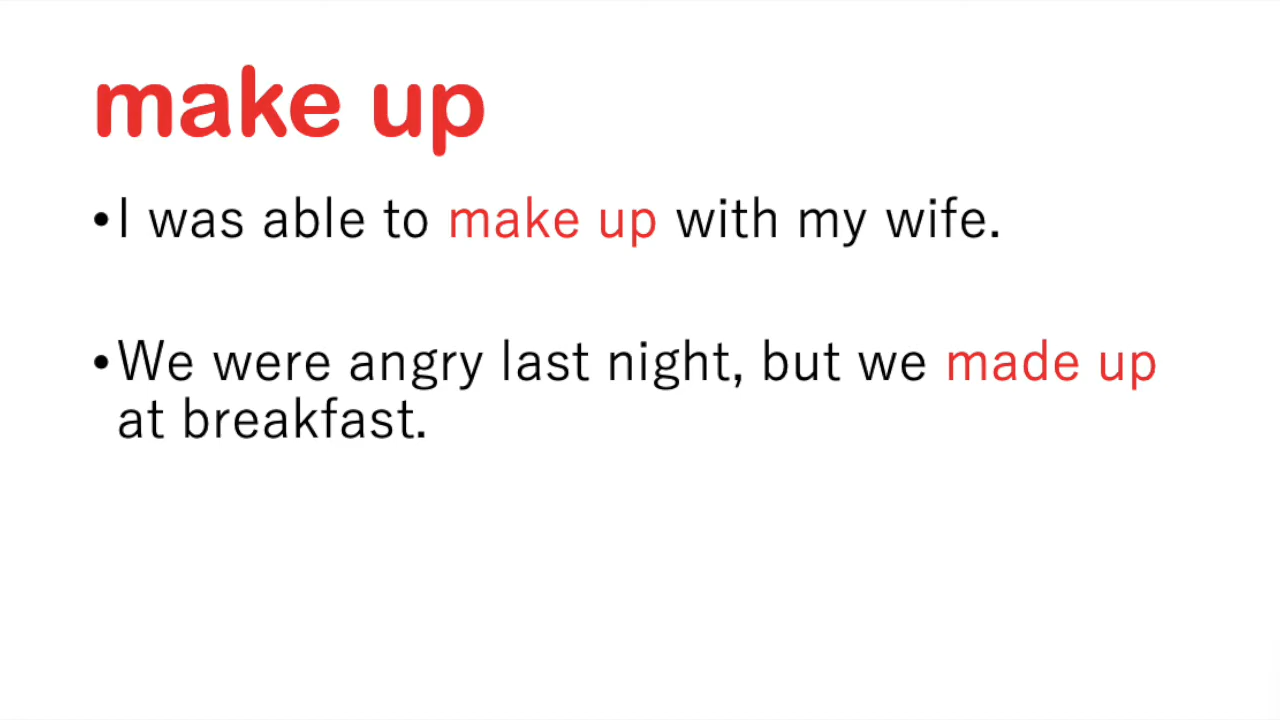 make up
•I was able to make up with my wife.
•We were angry last night, but we made up
at breakfast.